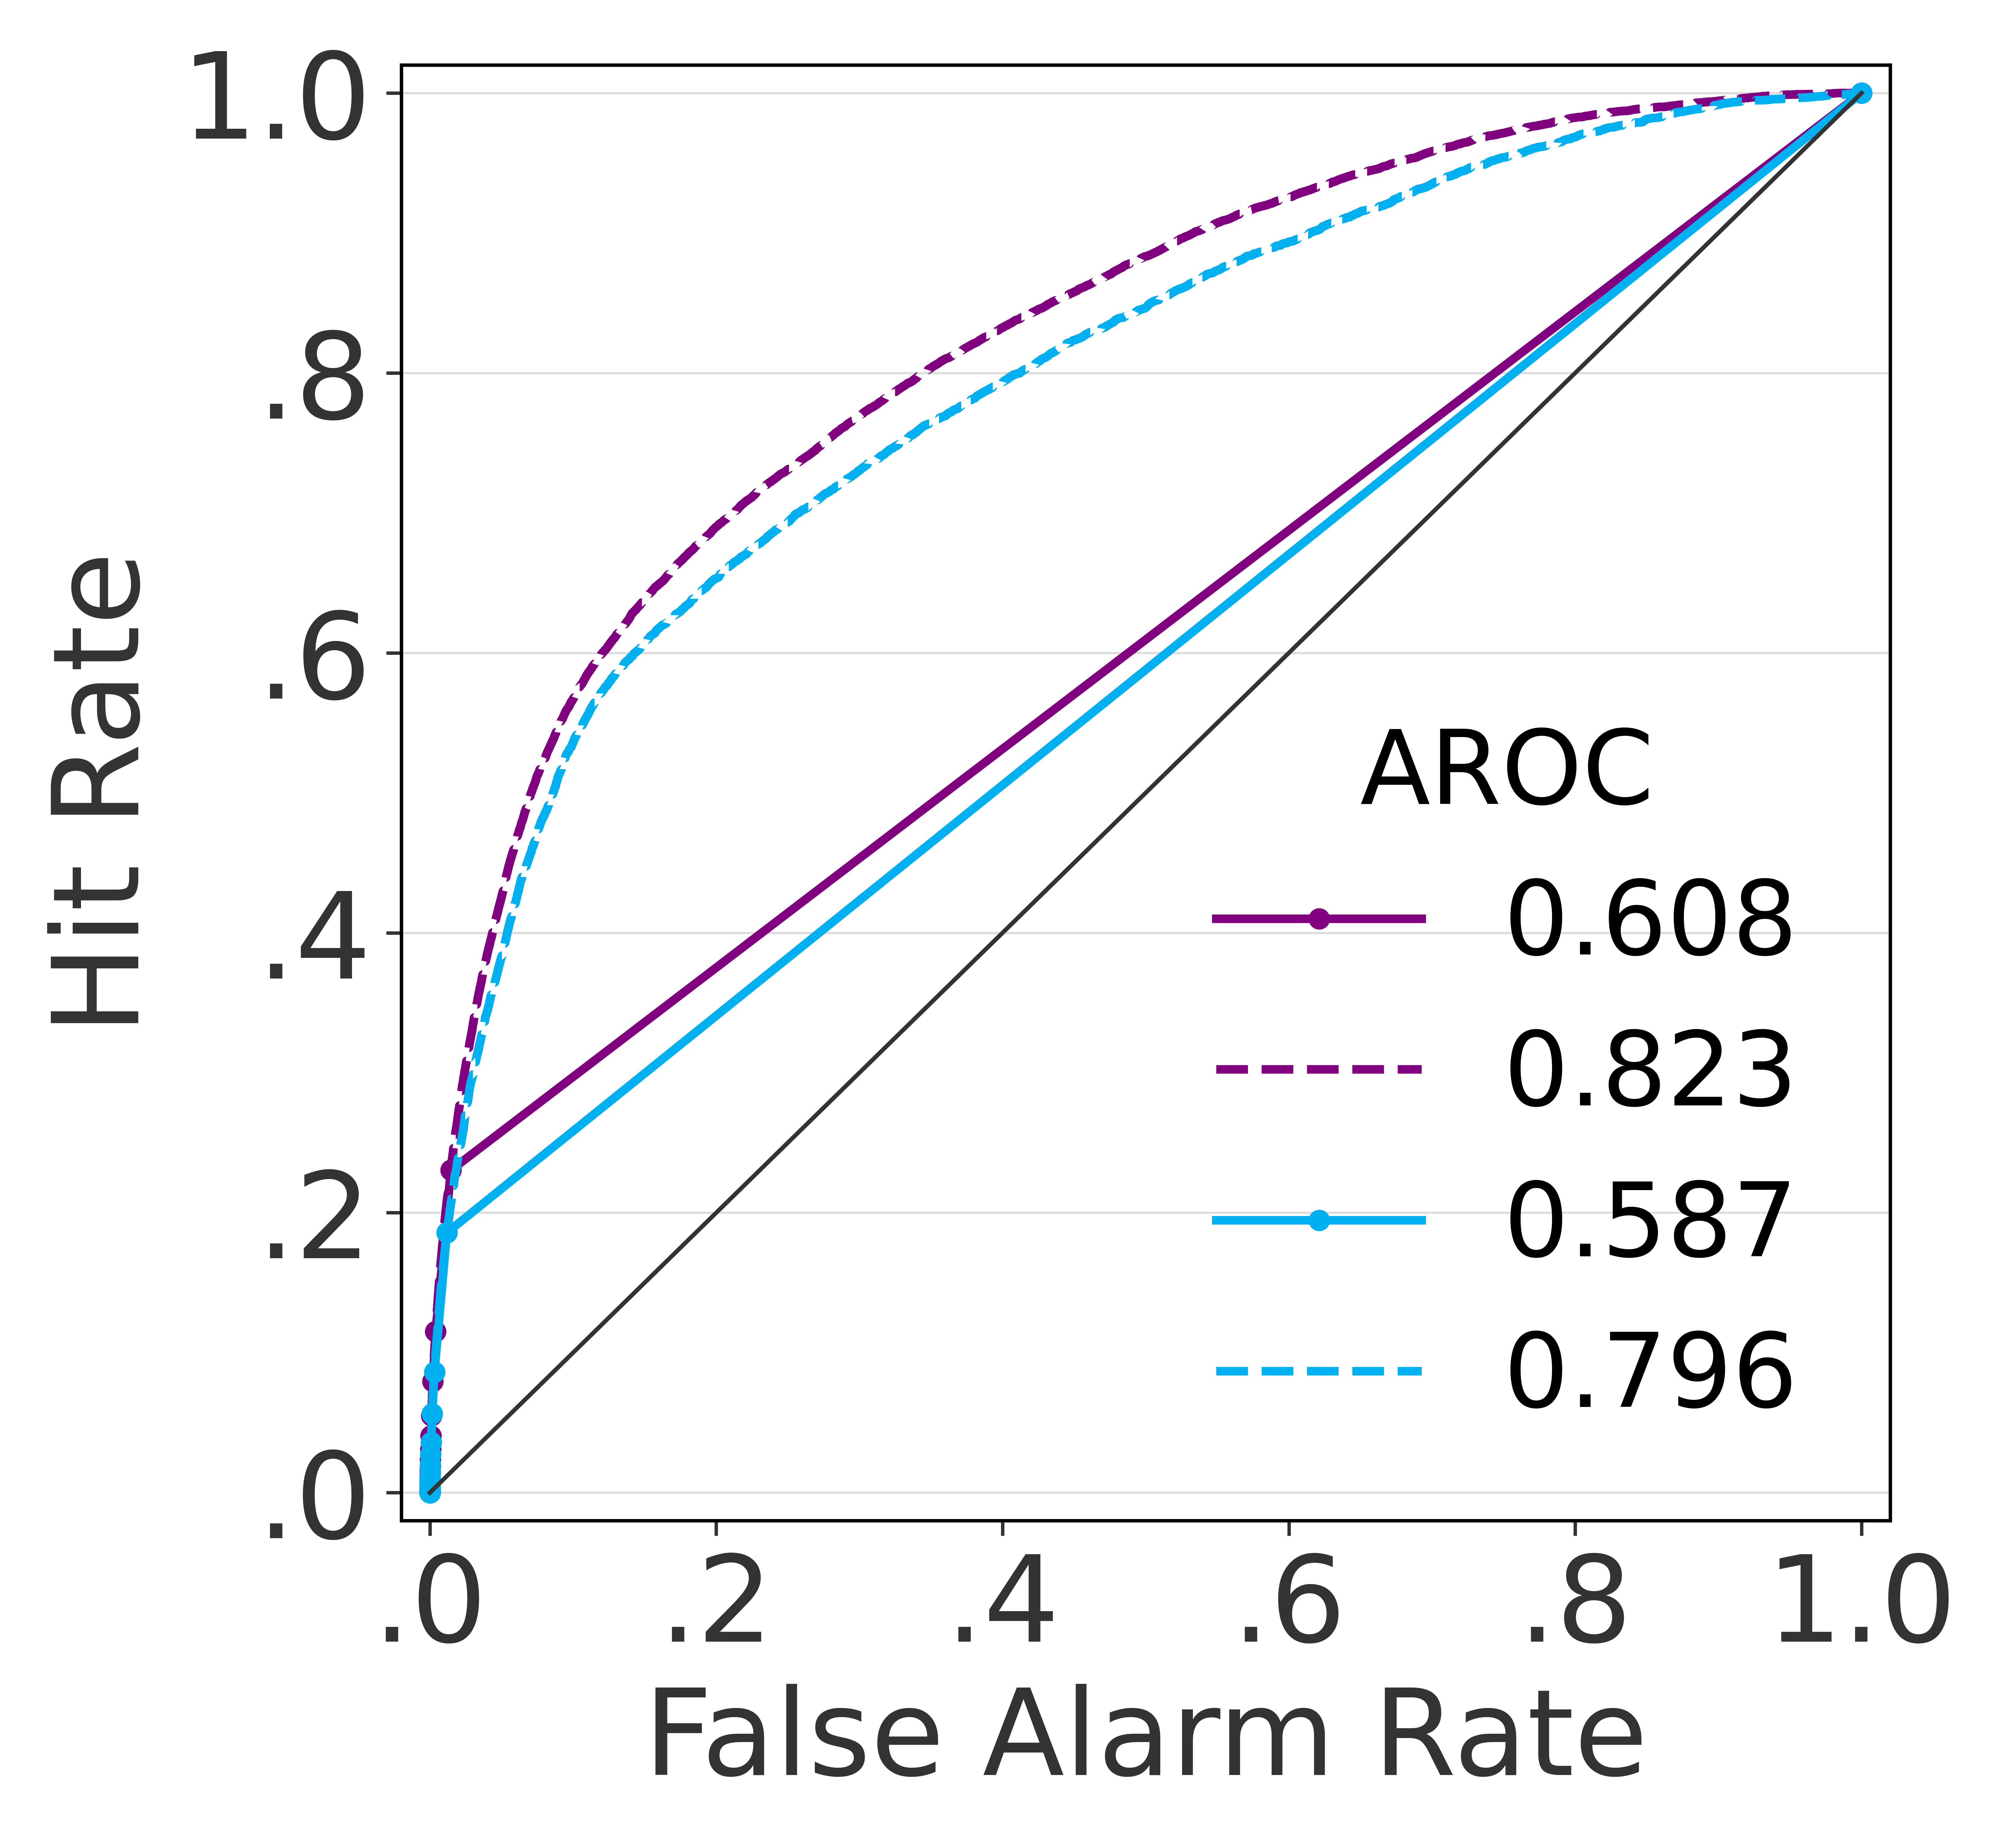 1.0
.8
.6
.4
.2
.0
Hit Rate
AROC
0.608
0.823
0.587
0.796
.0 .2 .4 .6 .8 1.0
False Alarm Rate